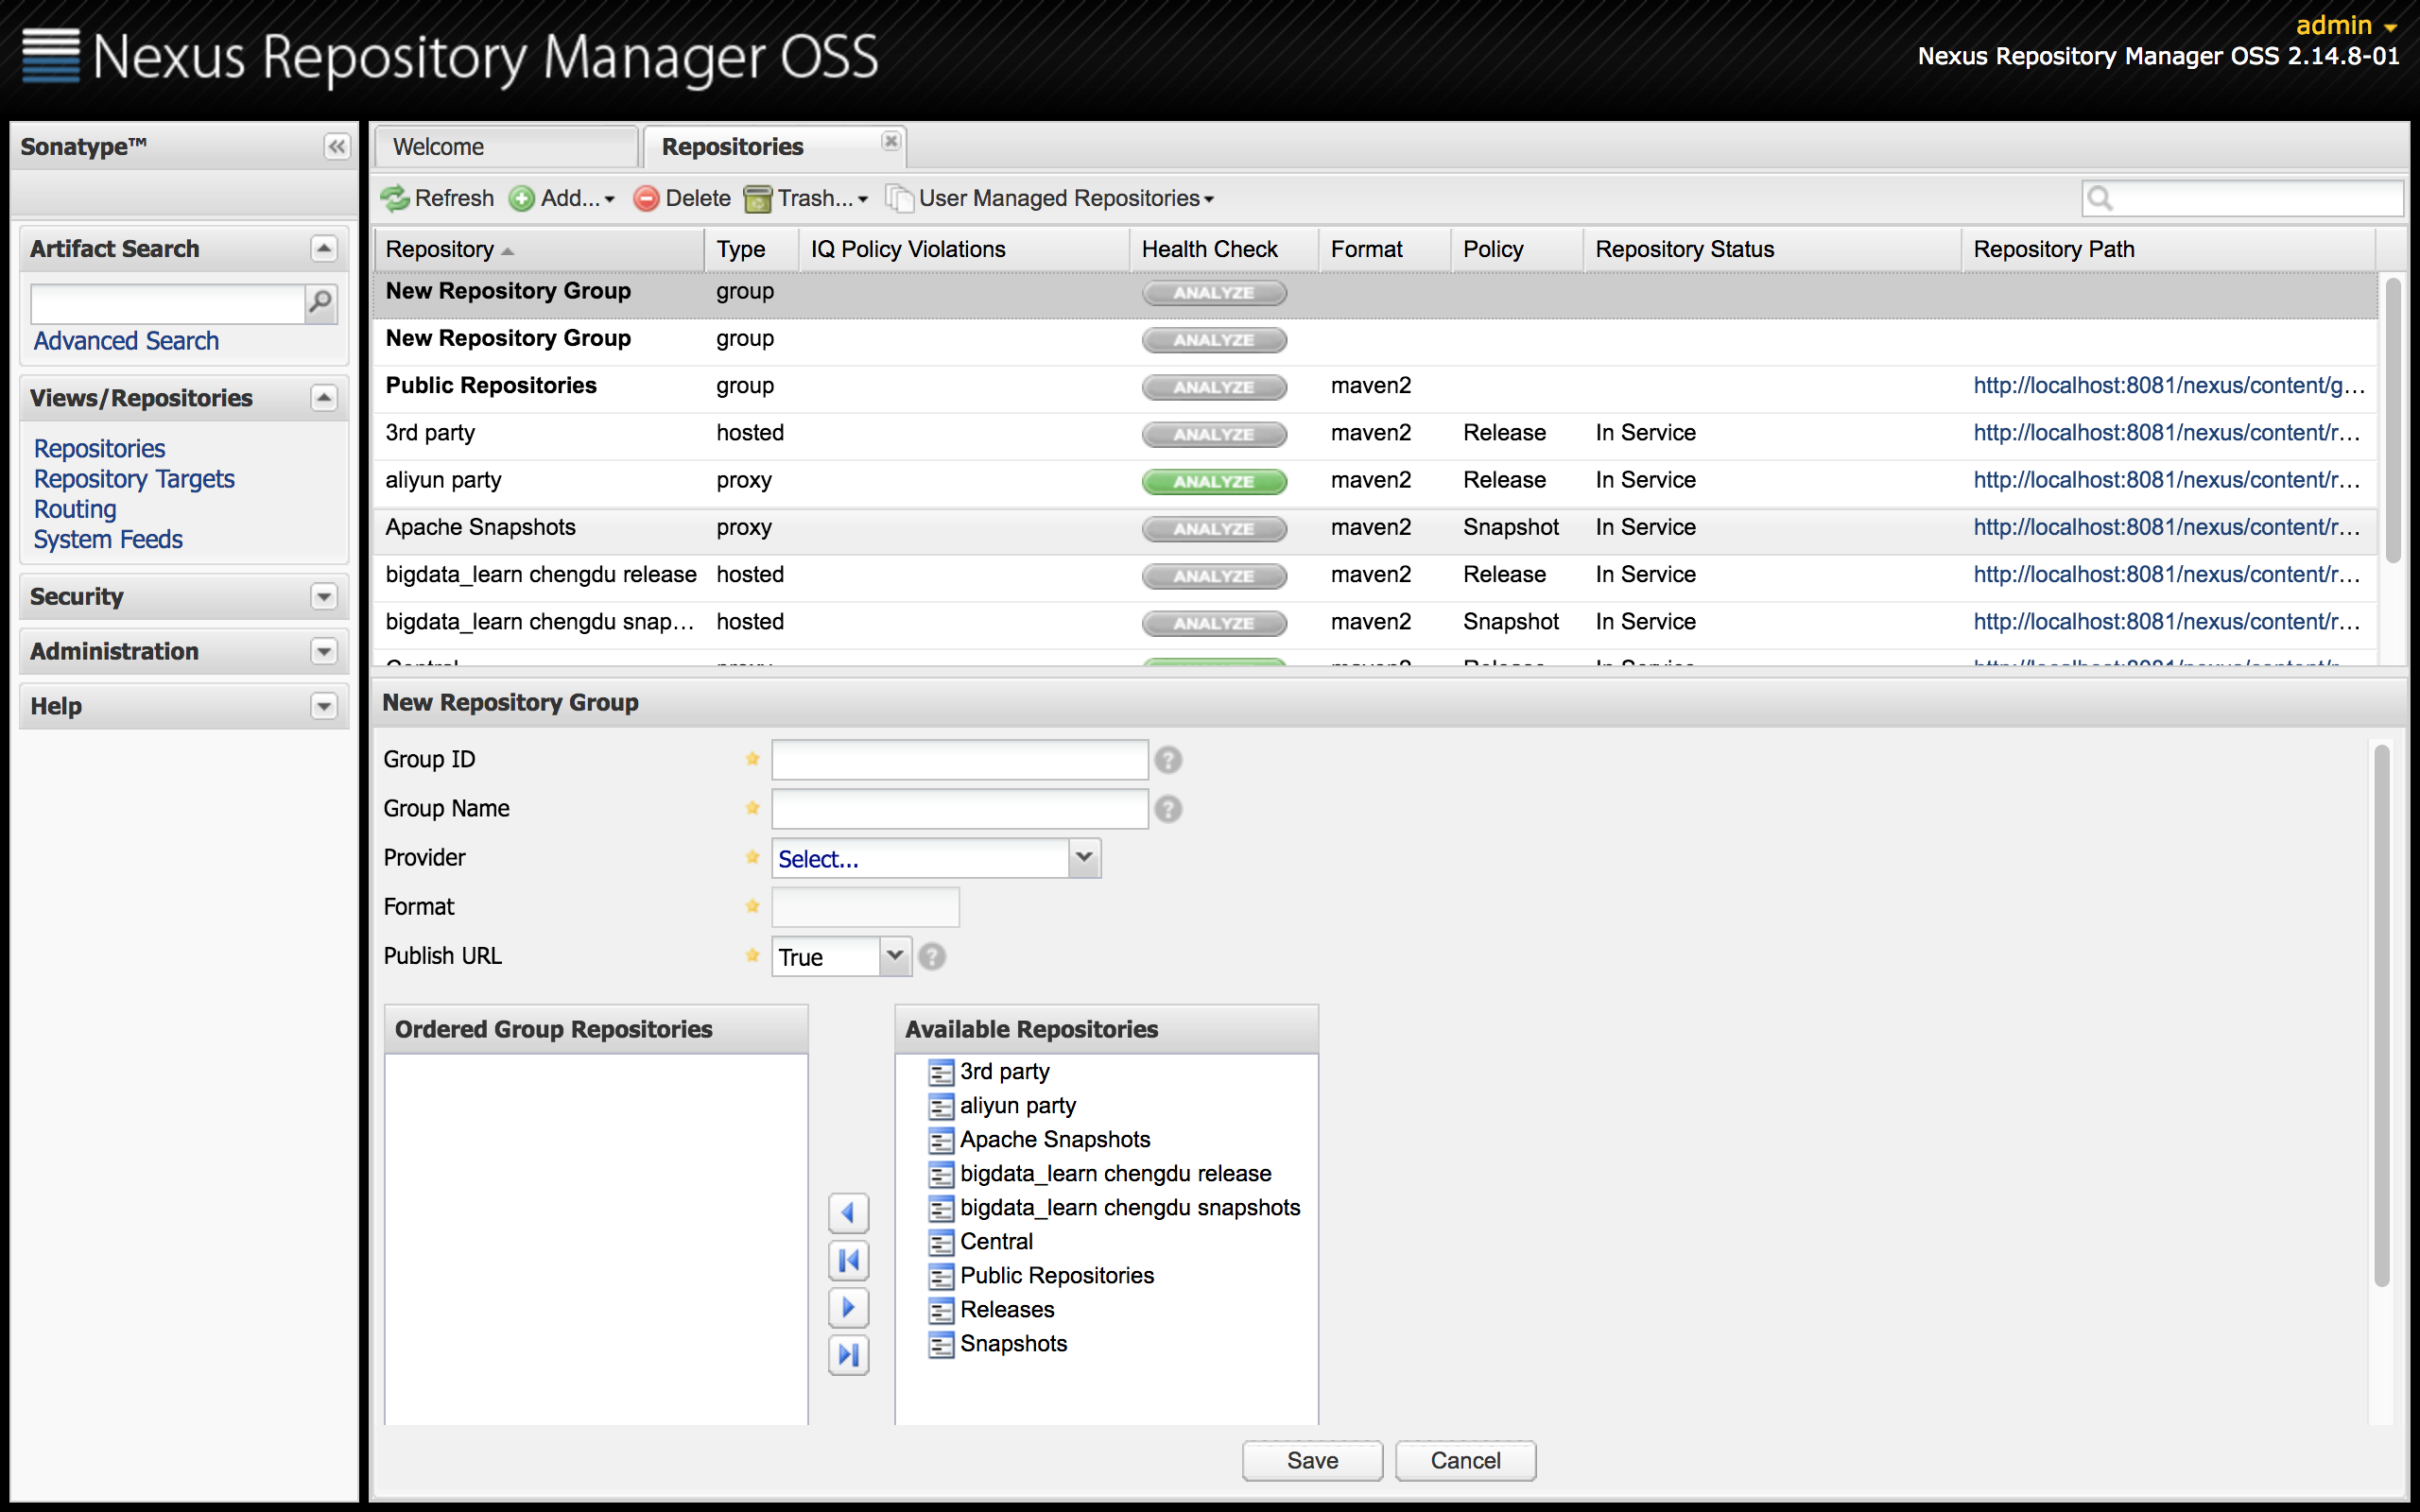 Nexus Repository Manager OSS
admin
Nexus Repository Manager OSS 2.14.8-01
Sonatype™
Artifact Search
Advanced Search
Views/Repositories
Repositories
Repository Targets
Routing
System Feeds
Security
Administration
Help
Welcome
Repositories
Refresh Add... Delete Trash... User Managed Repositories
Repository Type IQ Policy Violations Health Check Format Policy Repository Status Repository Path
New Repository Group group ANALYZE
New Repository Group group ANALYZE
Public Repositories group ANALYZE maven2 http://localhost:8081/nexus/content/g...
3rd party hosted ANALYZE maven2 Release In Service http://localhost:8081/nexus/content/r...
aliyun party proxy ANALYZE maven2 Release In Service http://localhost:8081/nexus/content/r...
Apache Snapshots proxy ANALYZE maven2 Snapshot In Service http://localhost:8081/nexus/content/r...
bigdata_learn chengdu release hosted ANALYZE maven2 Release In Service http://localhost:8081/nexus/content/r...
bigdata_learn chengdu snap... hosted ANALYZE maven2 Snapshot In Service http://localhost:8081/nexus/content/r...
New Repository Group
Group ID
Group Name
Provider Select...
Format
Publish URL True
Ordered Group Repositories
Available Repositories
3rd party
aliyun party
Apache Snapshots
bigdata_learn chengdu release
bigdata_learn chengdu snapshots
Central
Public Repositories
Releases
Snapshots
Save Cancel